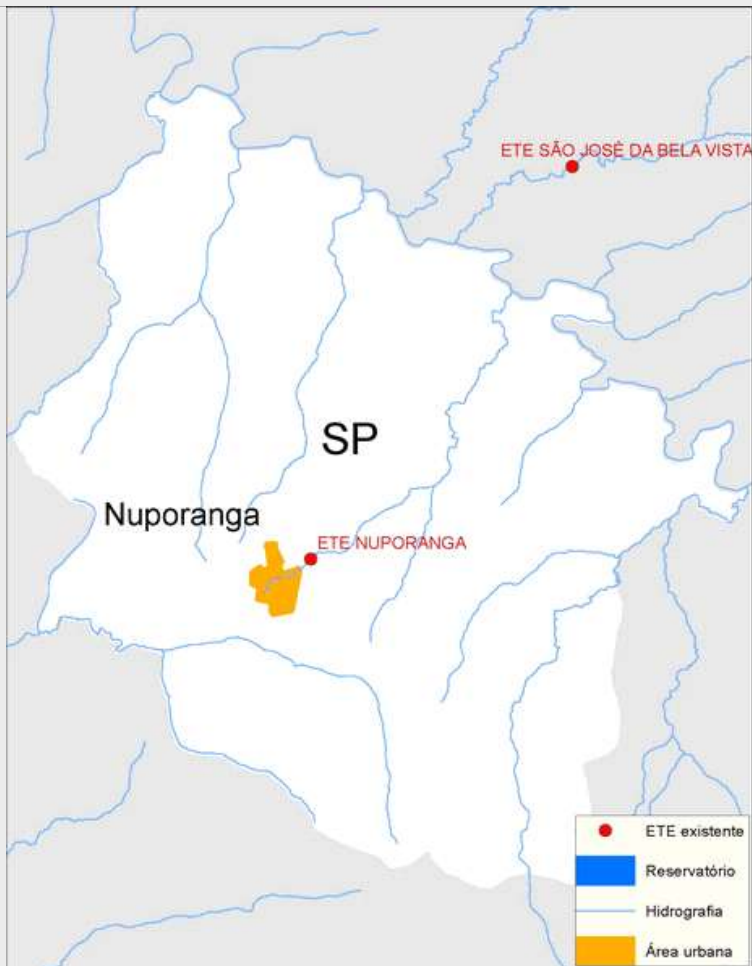 ETE SÃO JOSÉ DA BELA VISTA
SP
Nuporanga
ETE NUPORANGA
ETE existente
Reservatório
Hidrografia
Área urbana